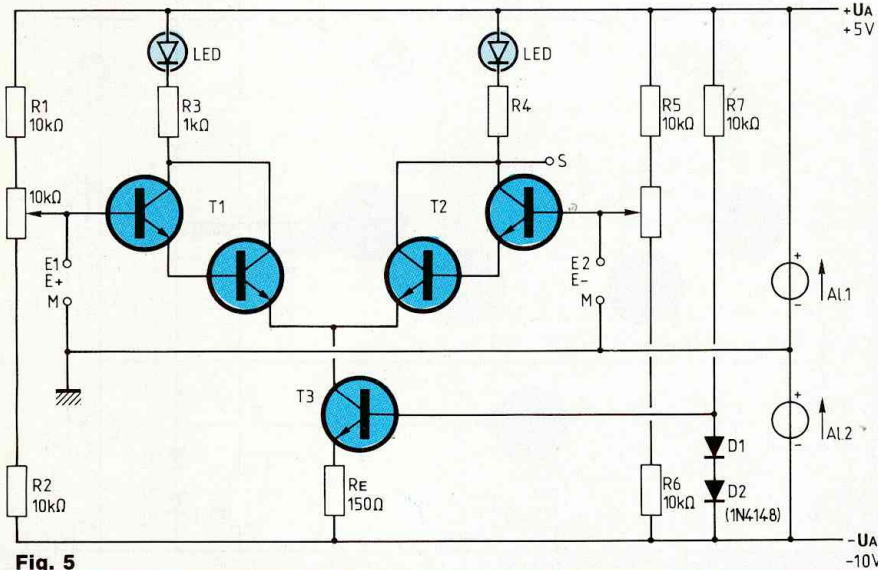 +UA
+5V
LED
LED
R1
10kΩ
R3
1kΩ
R4
R5
10kΩ
R7
10kΩ
S
10kΩ
T1
T2
E1
E+
M
E2
E-
M
+
-
AL.1
T3
+
-
AL.2
R2
10kΩ
RE
150Ω
R6
10kΩ
D1
D2
(1N4148)
-UA
-10V
Fig. 5